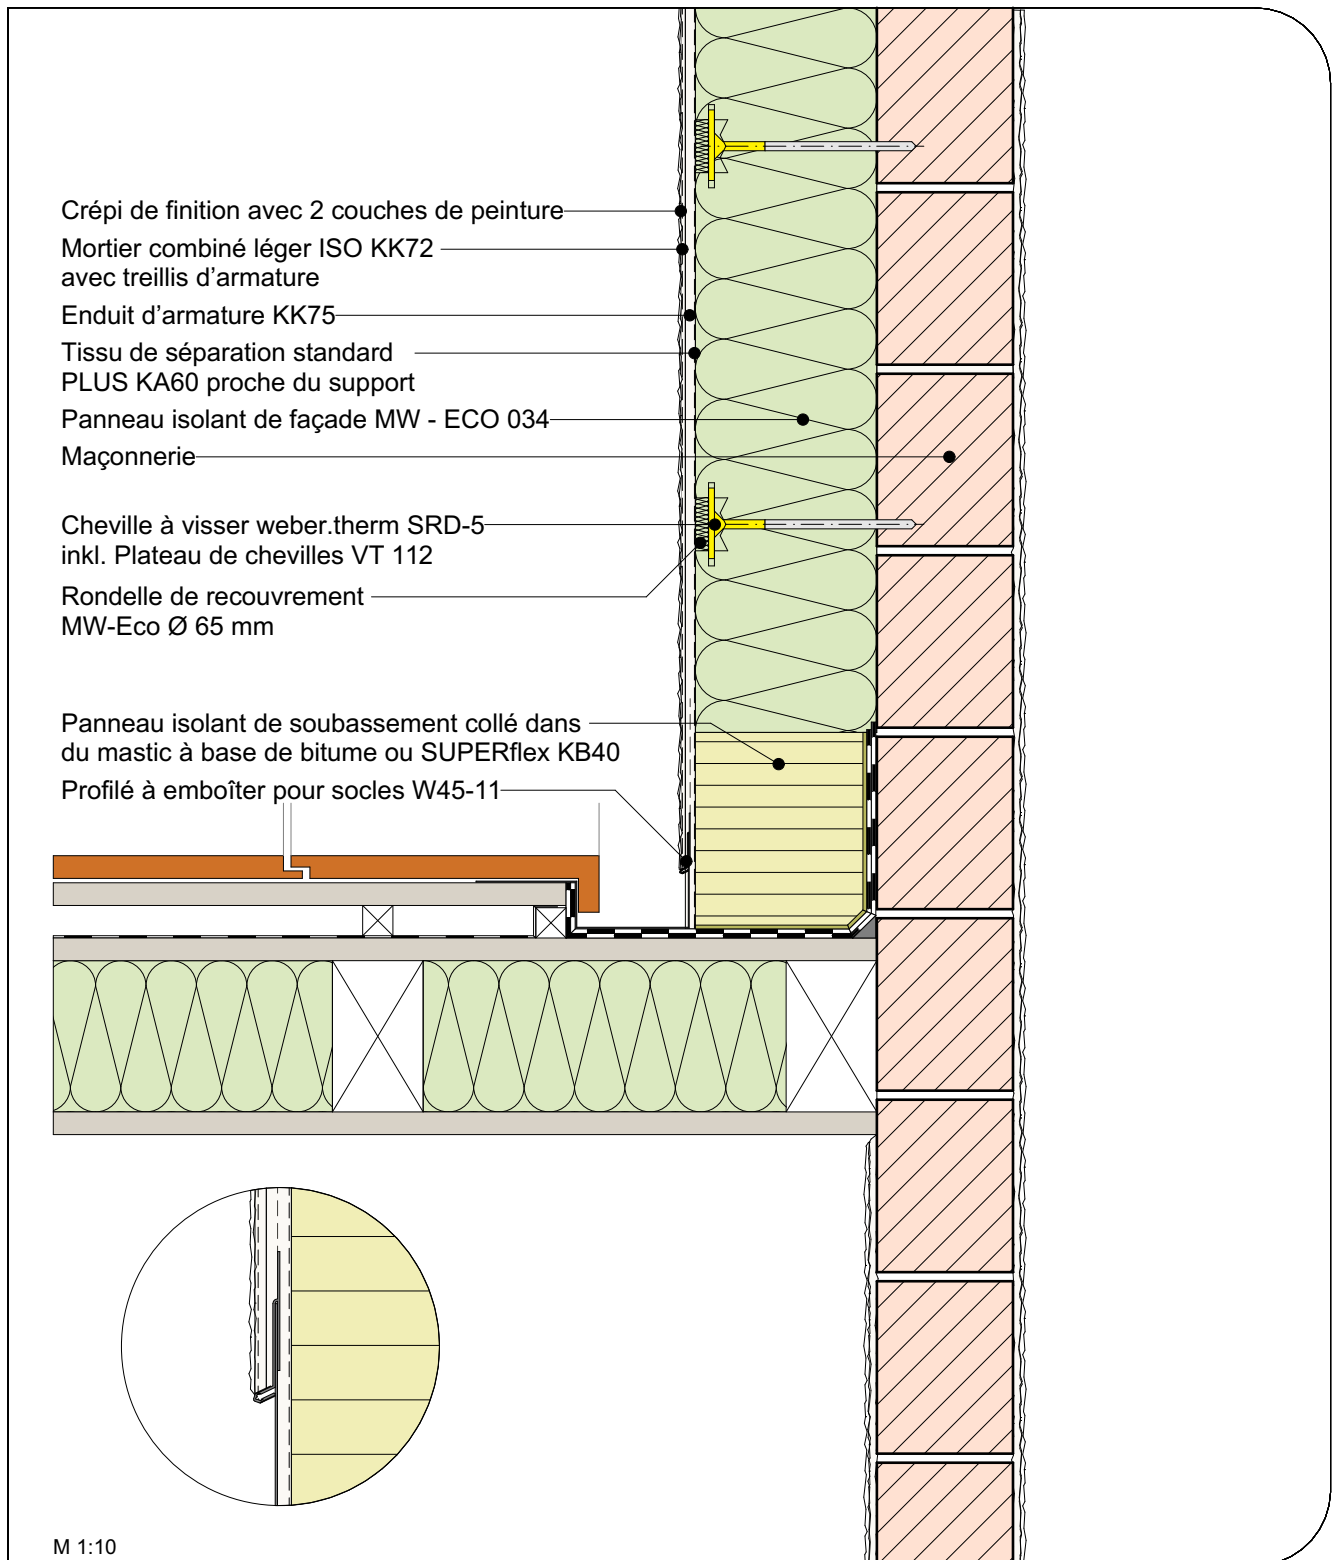 Crépi de finition avec 2 couches de peinture
Mortier combiné léger ISO KK72
avec treillis d’armature
Enduit d’armature KK75
Tissu de séparation standard
PLUS KA60 proche du support
Panneau isolant de façade MW - ECO 034
Maçonnerie
Cheville à visser weber.therm SRD-5
inkl. Plateau de chevilles VT 112
Rondelle de recouvrement
MW-Eco Ø 65 mm
Panneau isolant de soubassement collé dans
du mastic à base de bitume ou SUPERflex KB40
Profilé à emboîter pour socles W45-11
M 1:10